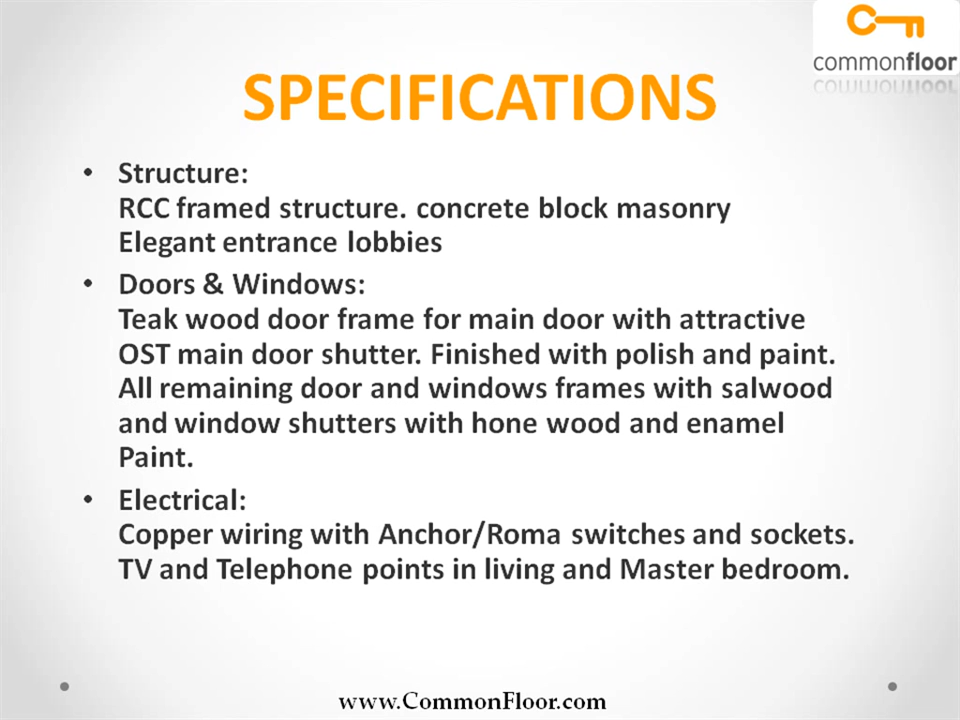 commonfloor
SPECIFICATIONS
• Structure:
RCC framed structure. concrete block masonry
Elegant entrance lobbies
• Doors & Windows:
Teak wood door frame for main door with attractive
OST main door shutter. Finished with polish and paint.
All remaining door and windows frames with salwood
and window shutters with hone wood and enamel
Paint.
• Electrical:
Copper wiring with Anchor/Roma switches and sockets.
TV and Telephone points in living and Master bedroom.
www.CommonFloor.com